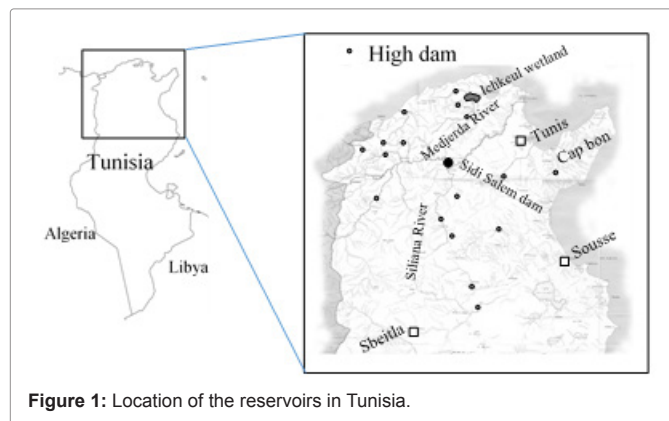 High dam
Ichkeul wetland
Medjerda River
Tunis
Cap bon
Sidi Salem dam
Tunisia
Algeria
Libya
Siliana River
Sousse
Sbeitla
Figure 1: Location of the reservoirs in Tunisia.